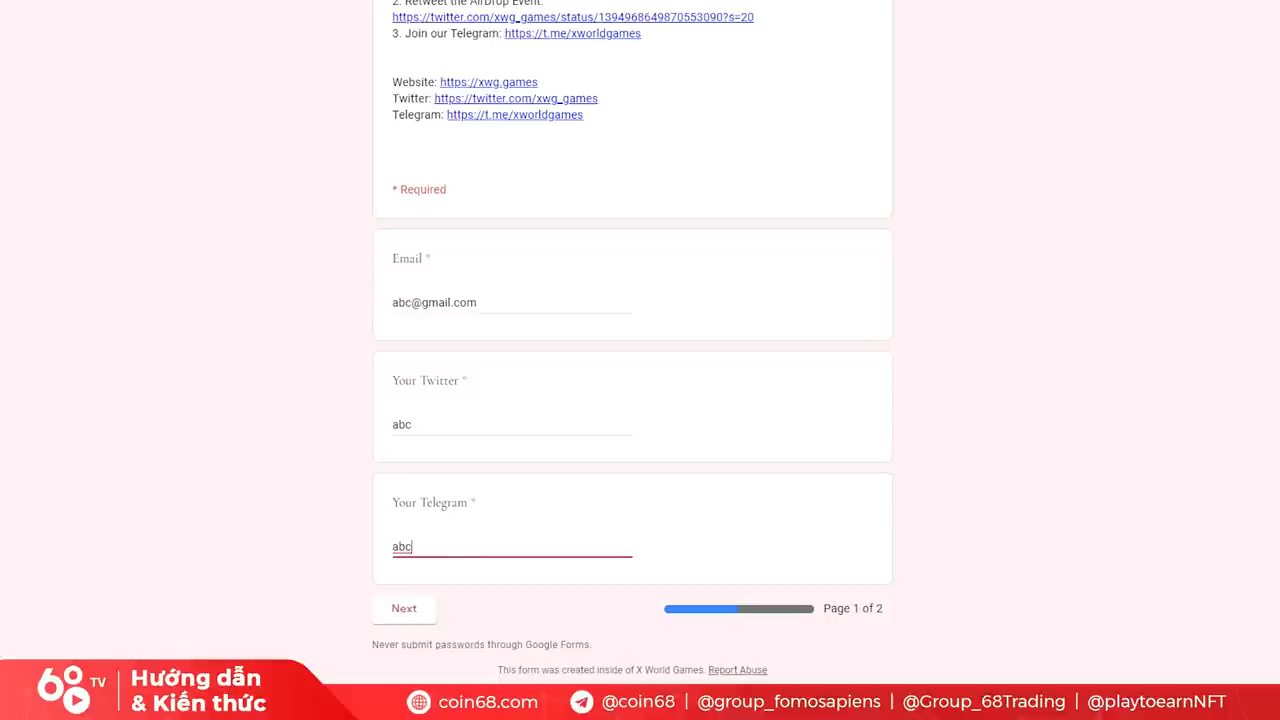 2. Retweet the AirDrop Event:
https://twitter.com/xwg_games/status/1394968649870553090?s=20
3. Join our Telegram: https://t.me/xworldgames
Website: https://xwg.games
Twitter: https://twitter.com/xwg_games
Telegram: https://t.me/xworldgames
* Required
Email *
abc@gmail.com
Your Twitter *
abc
Your Telegram *
abc
Next
Page 1 of 2
Never submit passwords through Google Forms.
This form was created inside of X World Games. Report Abuse
68 TV
Hướng dẫn
& Kiến thức
coin68.com
@coin68 | @group_fomosapiens | @Group_68Trading | @playtoearnNFT